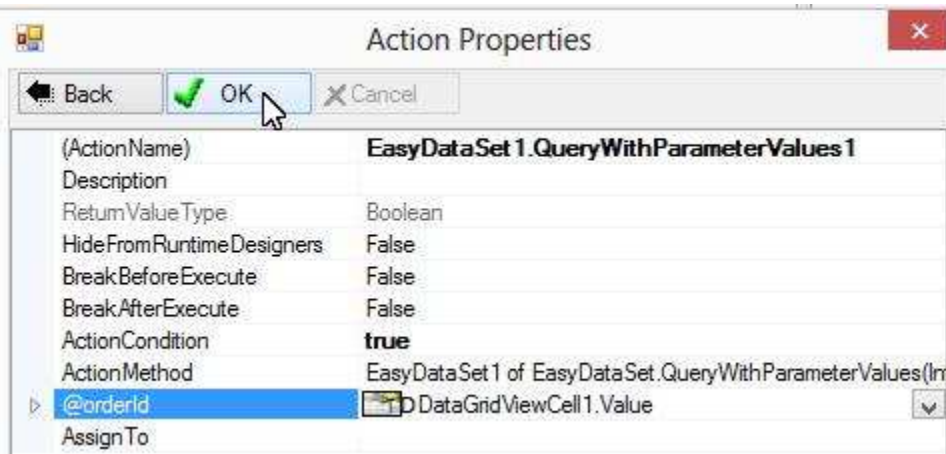 Action Properties
Back OK Cancel
(ActionName) EasyDataSet1.QueryWithParameterValues1
Description
ReturnValueType Boolean
HideFromRuntimeDesigners False
BreakBeforeExecute False
BreakAfterExecute False
ActionCondition true
ActionMethod EasyDataSet1 of EasyDataSet.QueryWithParameterValues(In
@orderId DataGridViewCell1.Value
AssignTo